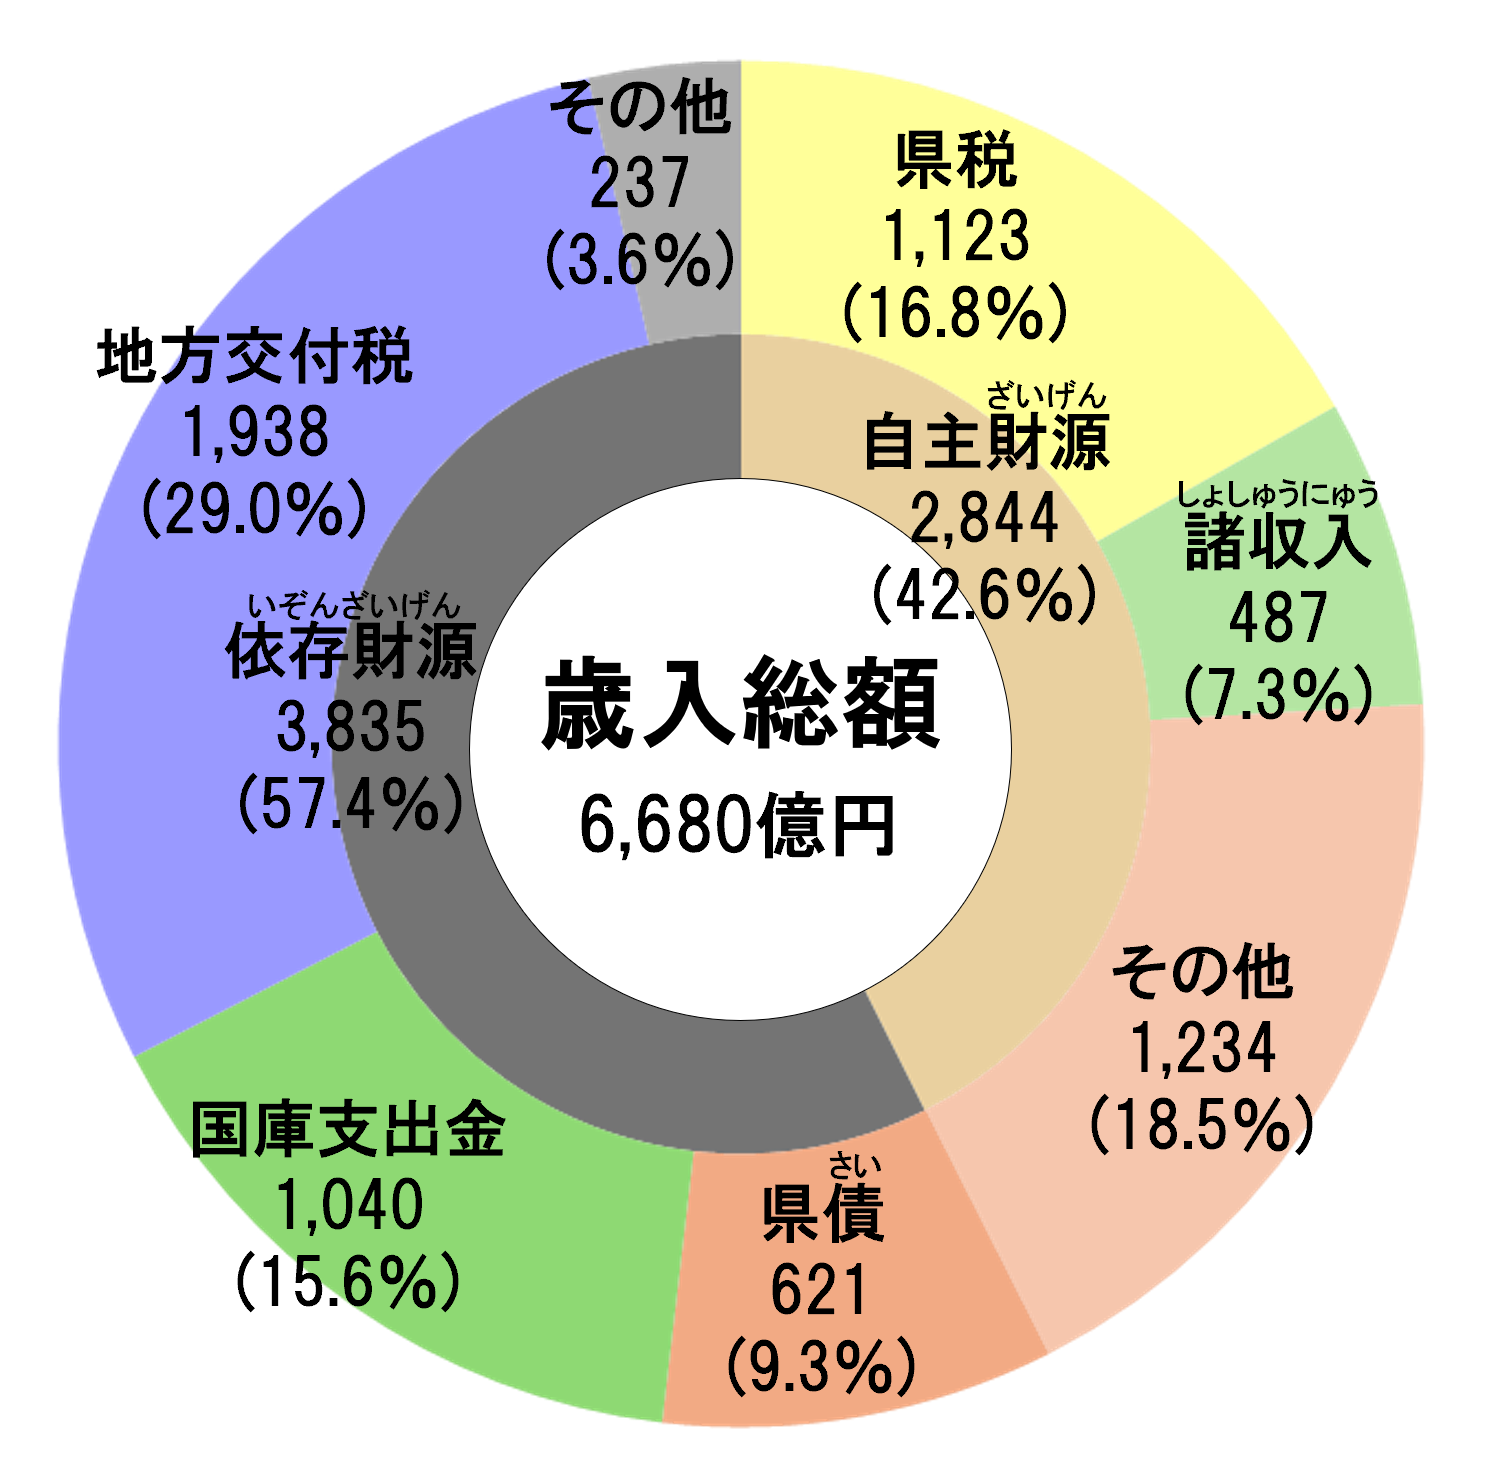 その他
237
(3.6%)
県税
1,123
(16.8%)
地方交付税
1,938
(29.0%)
ざいげん
自主財源
2,844
(42.6%)
しょしゅうにゅう
諸収入
487
(7.3%)
いぞんざいげん
依存財源
3,835
(57.4%)
歳入総額
6,680億円
その他
1,234
(18.5%)
国庫支出金
1,040
(15.6%)
さい
県債
621
(9.3%)